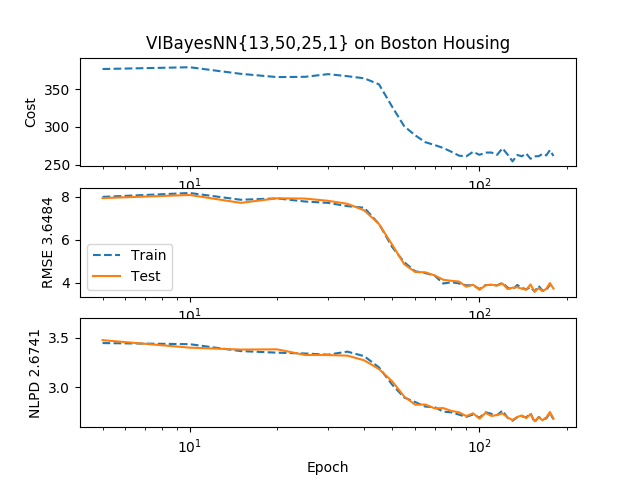 VIBayesNN{13,50,25,1} on Boston Housing
Cost
350
300
250
10¹ 10²
RMSE 3.6484
8
6
4
Train
Test
10¹ 10²
NLPD 2.6741
3.5
3.0
10¹ 10²
Epoch